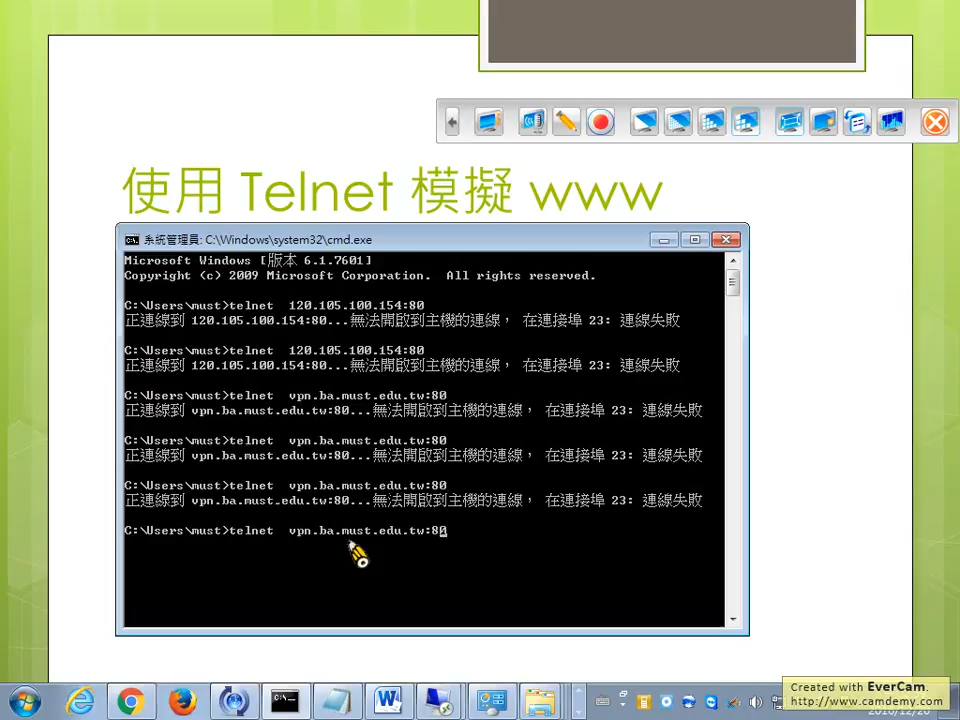 使用 Telnet 模擬 www
系統管理員: C:\Windows\system32\cmd.exe
Microsoft Windows [版本 6.1.7601]
Copyright (c) 2009 Microsoft Corporation.  All rights reserved.
C:\Users\must>telnet  120.105.100.154:80
正連線到 120.105.100.154:80...無法開啟到主機的連線， 在連接埠 23: 連線失敗
C:\Users\must>telnet  120.105.100.154:80
正連線到 120.105.100.154:80...無法開啟到主機的連線， 在連接埠 23: 連線失敗
C:\Users\must>telnet  vpn.ba.must.edu.tw:80
正連線到 vpn.ba.must.edu.tw:80...無法開啟到主機的連線， 在連接埠 23: 連線失敗
C:\Users\must>telnet  vpn.ba.must.edu.tw:80
正連線到 vpn.ba.must.edu.tw:80...無法開啟到主機的連線， 在連接埠 23: 連線失敗
C:\Users\must>telnet  vpn.ba.must.edu.tw:80
正連線到 vpn.ba.must.edu.tw:80...無法開啟到主機的連線， 在連接埠 23: 連線失敗
C:\Users\must>telnet  vpn.ba.must.edu.tw:80
Created with EverCam.
http://www.camdemy.com